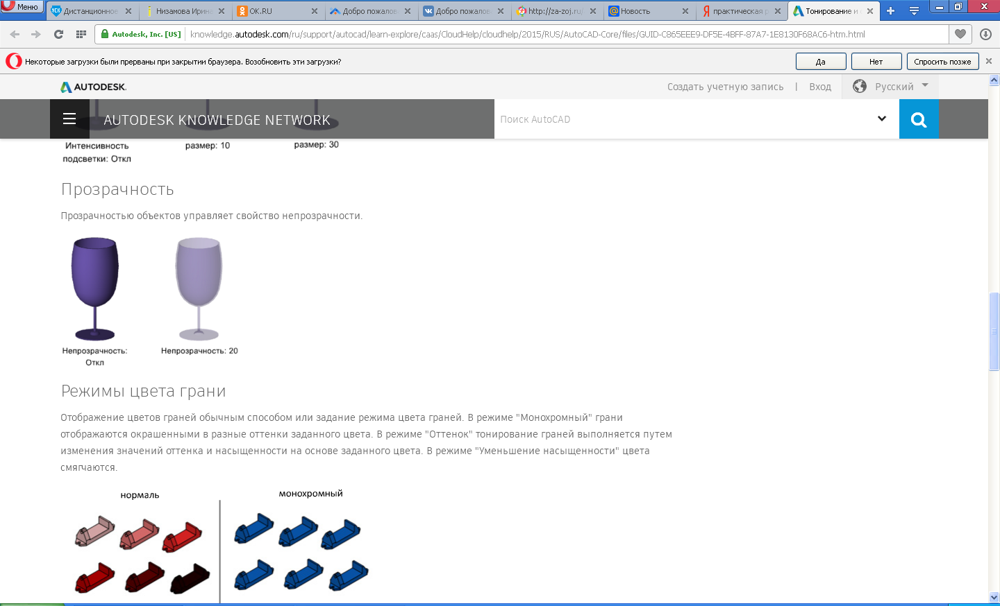 Меню
Дистанционное
Низамова Ирина
OK.RU
Добро пожалов
Добро пожалов
http://za-zoj.ru/
Новость
практическая р
Тонирование и
Autodesk, Inc. [US]
knowledge.autodesk.com/ru/support/autocad/learn-explore/caas/CloudHelp/cloudhelp/2015/RUS/AutoCAD-Core/files/GUID-C865EEE9-DF5E-4BFF-87A7-1E8130F68AC6-htm.html
Некоторые загрузки были прерваны при закрытии браузера. Возобновить эти загрузки?
Да
Нет
Спросить позже
AUTODESK.
Создать учетную запись | Вход
Русский
AUTODESK KNOWLEDGE NETWORK
Поиск AutoCAD
Интенсивность
подсветки: Откл
размер: 10
размер: 30
Прозрачность
Прозрачностью объектов управляет свойство непрозрачности.
Непрозрачность:
Откл
Непрозрачность: 20
Режимы цвета грани
Отображение цветов граней обычным способом или задание режима цвета граней. В режиме "Монохромный" грани
отображаются окрашенными в разные оттенки заданного цвета. В режиме "Оттенок" тонирование граней выполняется путем
изменения значений оттенка и насыщенности на основе заданного цвета. В режиме "Уменьшение насыщенности" цвета
смягчаются.
нормаль
монохромный